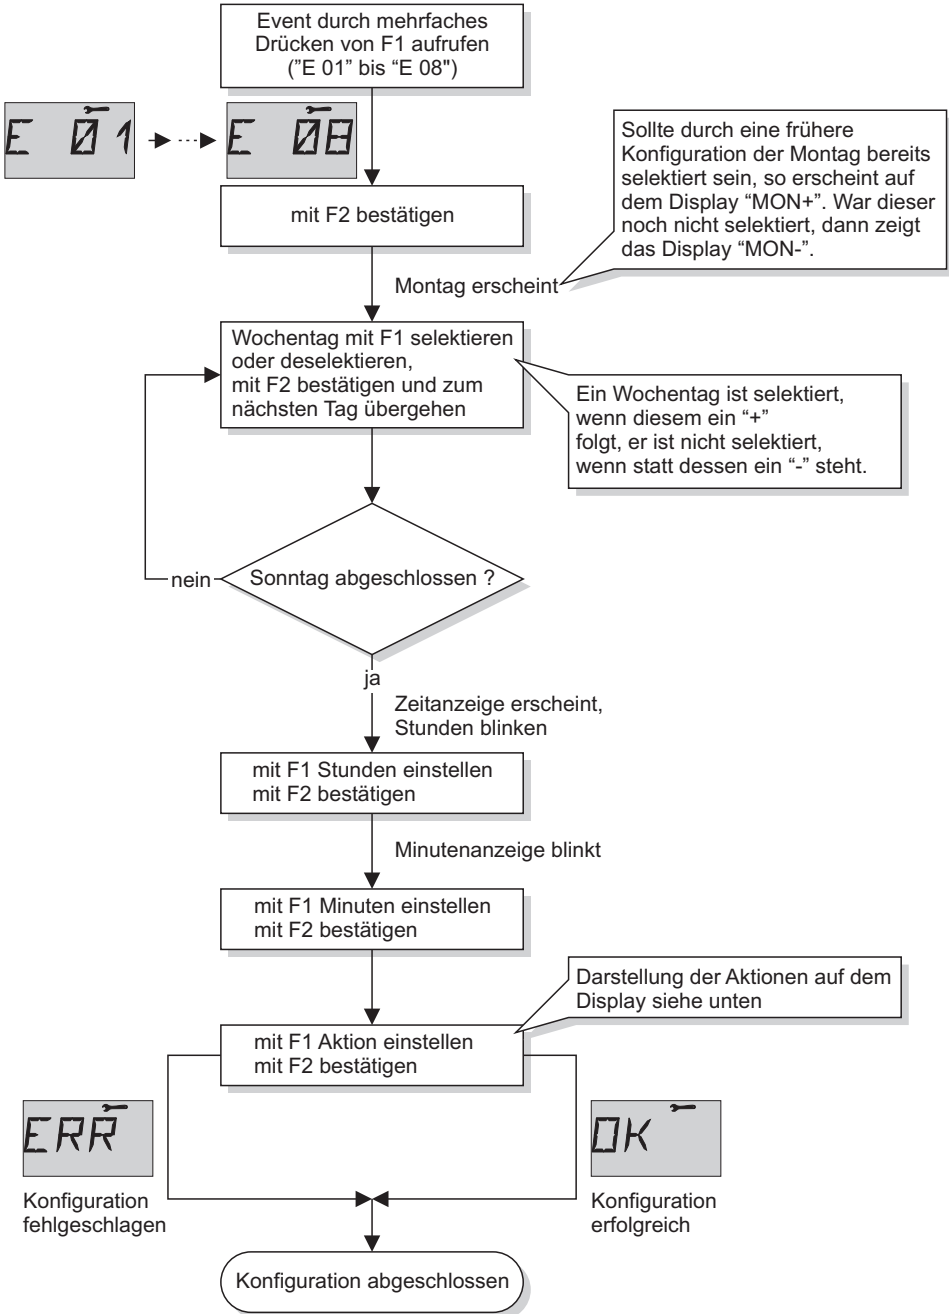 Event durch mehrfaches
Drücken von F1 aufrufen
("E 01" bis “E 08")
E 01
E 08
mit F2 bestätigen
Sollte durch eine frühere
Konfiguration der Montag bereits
selektiert sein, so erscheint auf
dem Display “MON+”. War dieser
noch nicht selektiert, dann zeigt
das Display “MON-”.
Montag erscheint
Wochentag mit F1 selektieren
oder deselektieren,
mit F2 bestätigen und zum
nächsten Tag übergehen
Ein Wochentag ist selektiert,
wenn diesem ein “+”
folgt, er ist nicht selektiert,
wenn statt dessen ein “-” steht.
nein
Sonntag abgeschlossen ?
ja
Zeitanzeige erscheint,
Stunden blinken
mit F1 Stunden einstellen
mit F2 bestätigen
Minutenanzeige blinkt
mit F1 Minuten einstellen
mit F2 bestätigen
Darstellung der Aktionen auf dem
Display siehe unten
mit F1 Aktion einstellen
mit F2 bestätigen
ERR
OK
Konfiguration
fehlgeschlagen
Konfiguration
erfolgreich
Konfiguration abgeschlossen